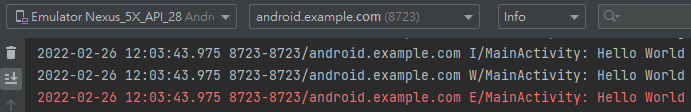 Emulator Nexus_5X_API_28 Andr
android.example.com (8723)
Info
2022-02-26 12:03:43.975 8723-8723/android.example.com I/MainActivity: Hello World
2022-02-26 12:03:43.975 8723-8723/android.example.com W/MainActivity: Hello World
2022-02-26 12:03:43.975 8723-8723/android.example.com E/MainActivity: Hello World